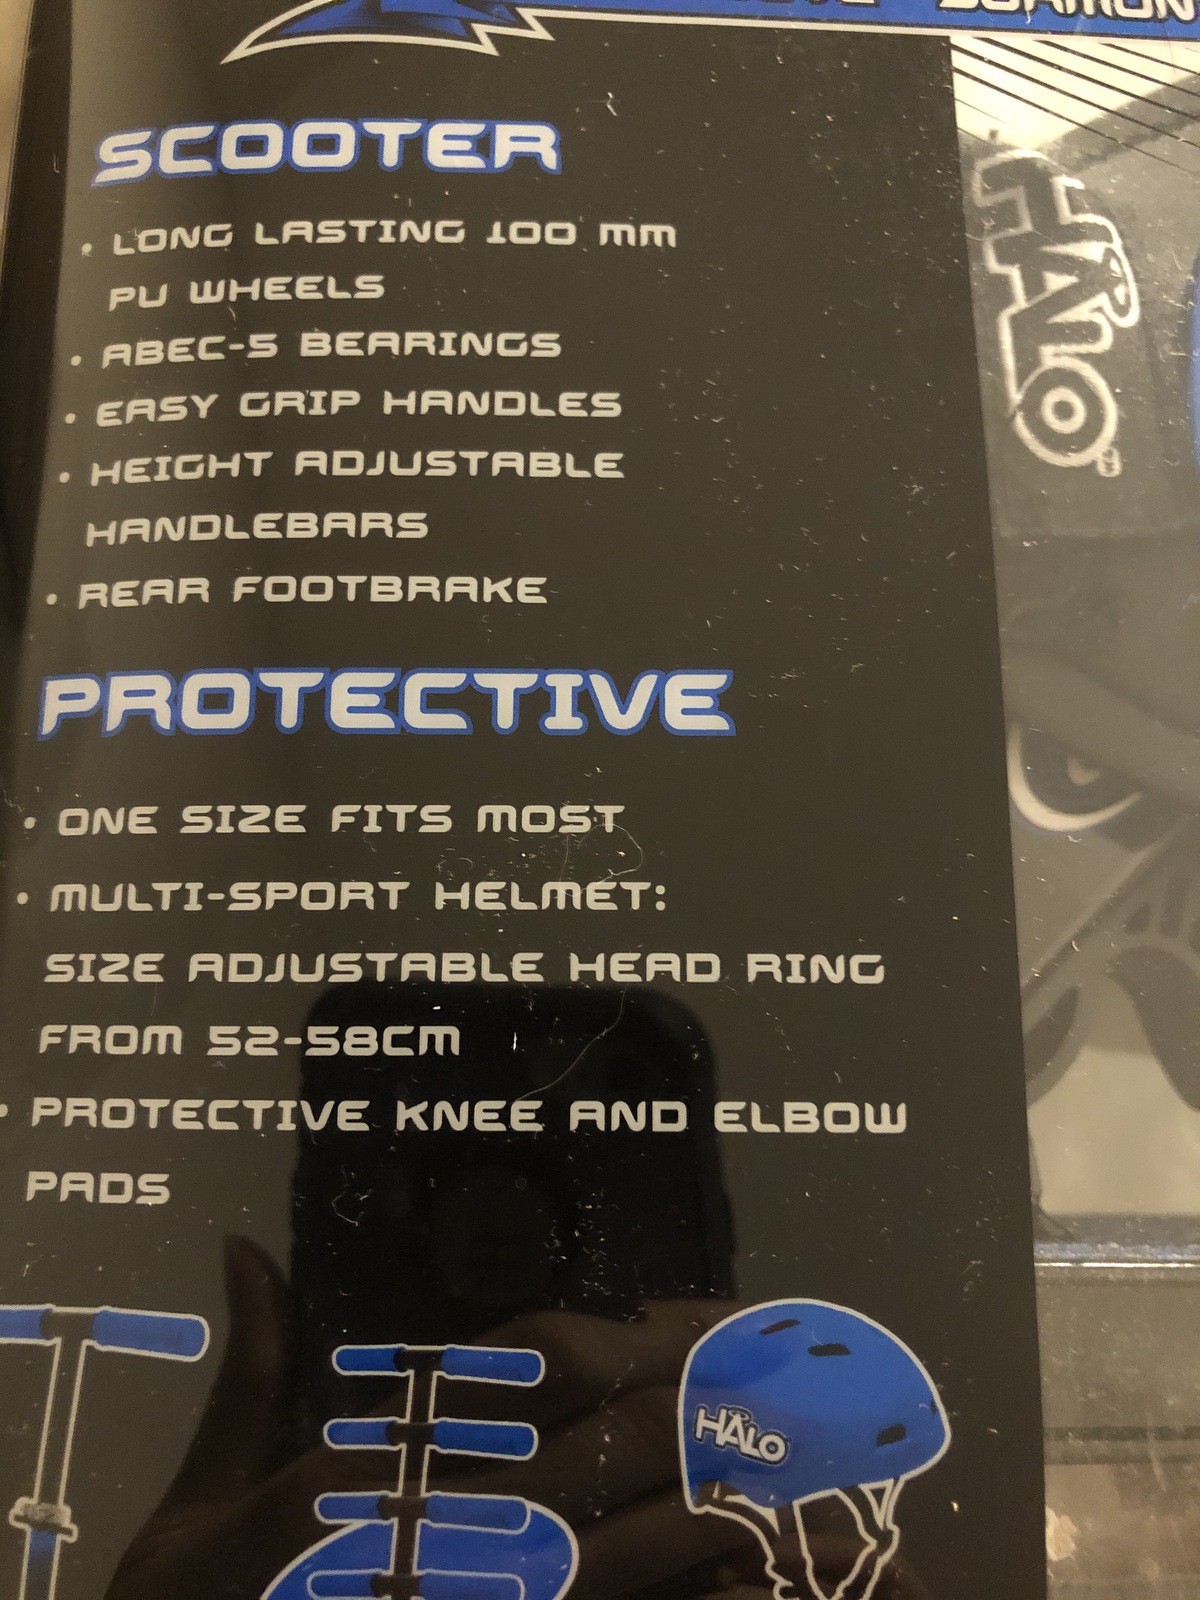 SCOOTER
• LONG LASTING 100 mm
PU WHEELS
• ABEC-5 BEARINGS
• EASY GRIP HANDLES
• HEIGHT ADJUSTABLE
HANDLEBARS
• REAR FOOTBRAKE
PROTECTIVE
• ONE SIZE FITS MOST
• MULTI-SPORT HELMET:
SIZE ADJUSTABLE HEAD RING
FROM 52-58CM
• PROTECTIVE KNEE AND ELBOW
PADS
HALO
HALO